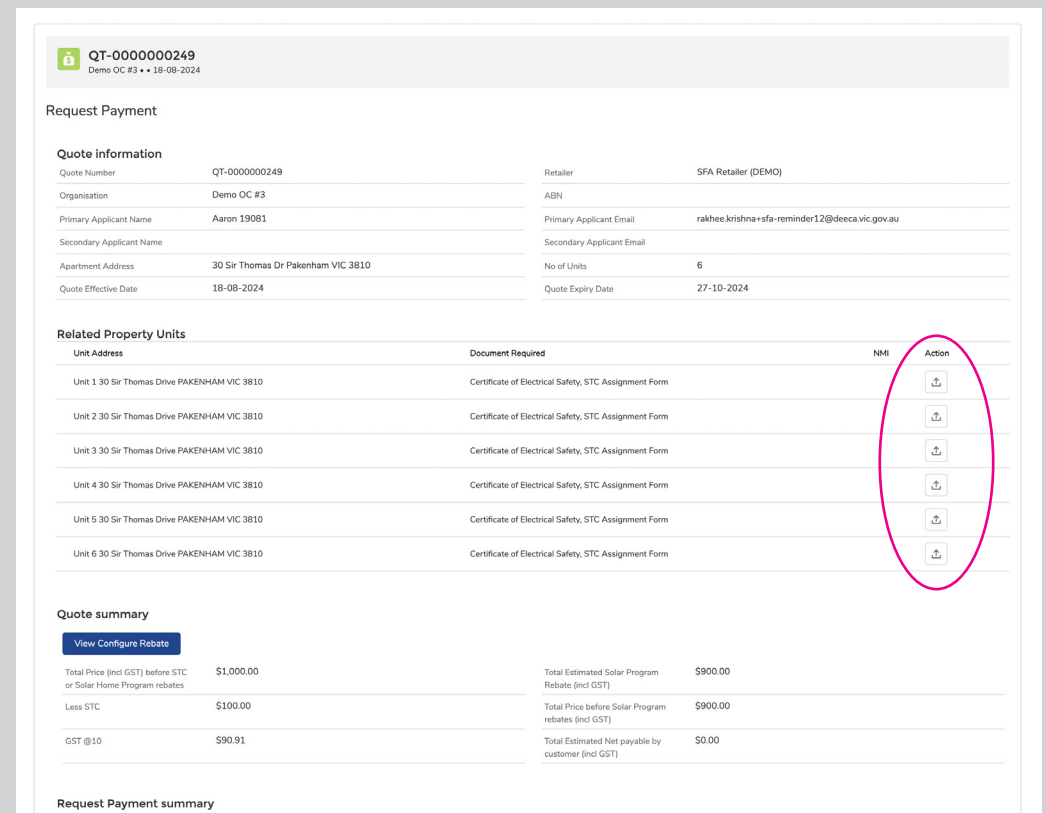 QT-0000000249
Demo OC #3 • • 18-08-2024
Request Payment
Quote information
Quote Number QT-0000000249 Retailer SFA Retailer (DEMO)
Organisation Demo OC #3 ABN
Primary Applicant Name Aaron 19081 Primary Applicant Email rakhee.krishna+sfa-reminder12@deeca.vic.gov.au
Secondary Applicant Name Secondary Applicant Email
Apartment Address 30 Sir Thomas Dr Pakenham VIC 3810 No of Units 6
Quote Effective Date 18-08-2024 Quote Expiry Date 27-10-2024
Related Property Units
Unit Address Document Required NMI Action
Unit 1 30 Sir Thomas Drive PAKENHAM VIC 3810 Certificate of Electrical Safety, STC Assignment Form
Unit 2 30 Sir Thomas Drive PAKENHAM VIC 3810 Certificate of Electrical Safety, STC Assignment Form
Unit 3 30 Sir Thomas Drive PAKENHAM VIC 3810 Certificate of Electrical Safety, STC Assignment Form
Unit 4 30 Sir Thomas Drive PAKENHAM VIC 3810 Certificate of Electrical Safety, STC Assignment Form
Unit 5 30 Sir Thomas Drive PAKENHAM VIC 3810 Certificate of Electrical Safety, STC Assignment Form
Unit 6 30 Sir Thomas Drive PAKENHAM VIC 3810 Certificate of Electrical Safety, STC Assignment Form
Quote summary
View Configure Rebate
Total Price (incl GST) before STC $1,000.00 Total Estimated Solar Program $900.00
or Solar Home Program rebates Rebate (incl GST)
Less STC $100.00 Total Price before Solar Program $900.00
rebates (incl GST)
GST @10 $90.91 Total Estimated Net payable by $0.00
customer (incl GST)
Request Payment summary